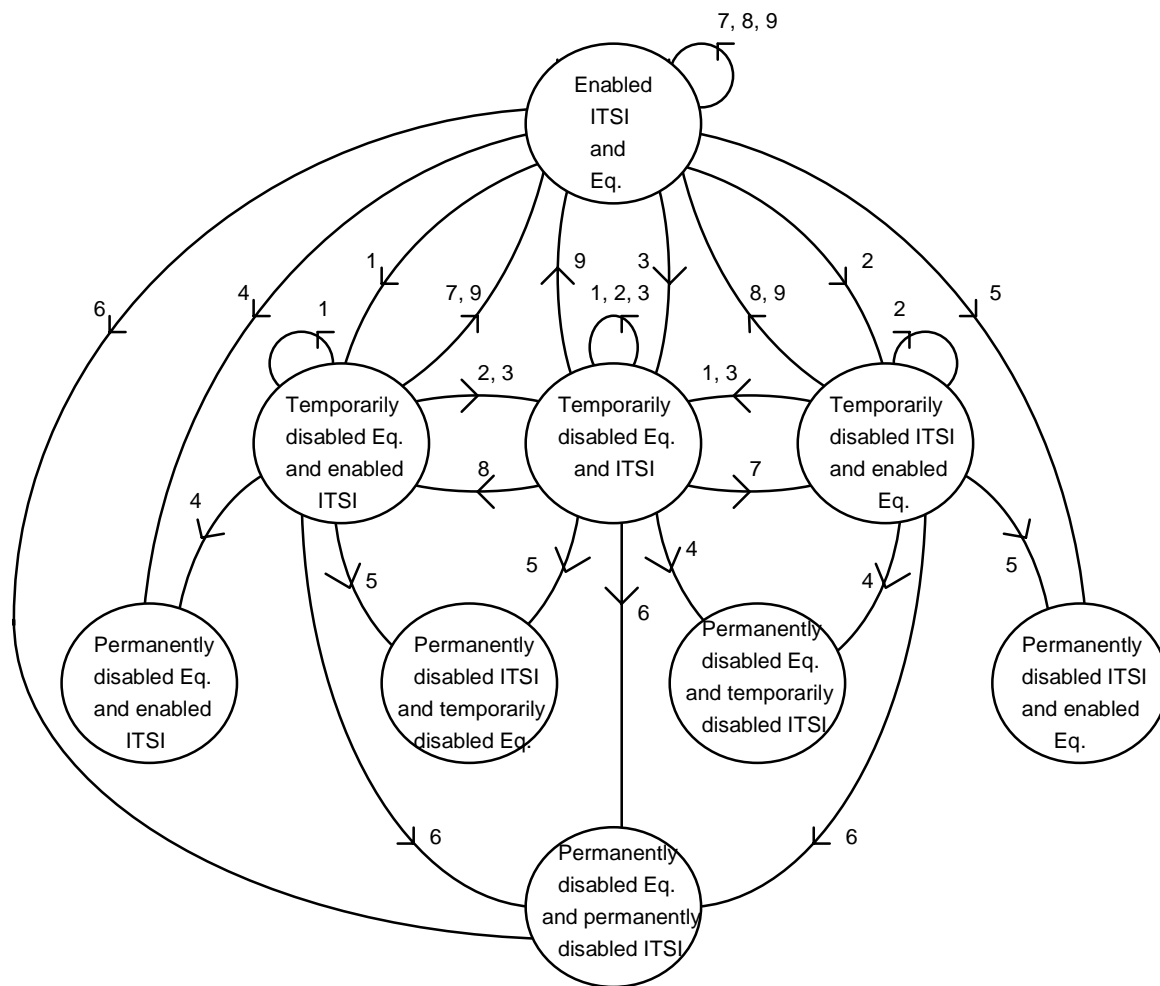 7, 8, 9
Enabled
ITSI
and
Eq.
1
9
3
2
6
4
7, 9
1, 2, 3
8, 9
5
1
2
2, 3
1, 3
Temporarily
disabled Eq.
and enabled
ITSI
Temporarily
disabled Eq.
and ITSI
Temporarily
disabled ITSI
and enabled
Eq.
8
7
4
5
5
4
4
5
6
Permanently
disabled Eq.
and enabled
ITSI
Permanently
disabled ITSI
and temporarily
disabled Eq.
Permanently
disabled Eq.
and temporarily
disabled ITSI
Permanently
disabled ITSI
and enabled
Eq.
6
6
Permanently
disabled Eq.
and permanently
disabled ITSI